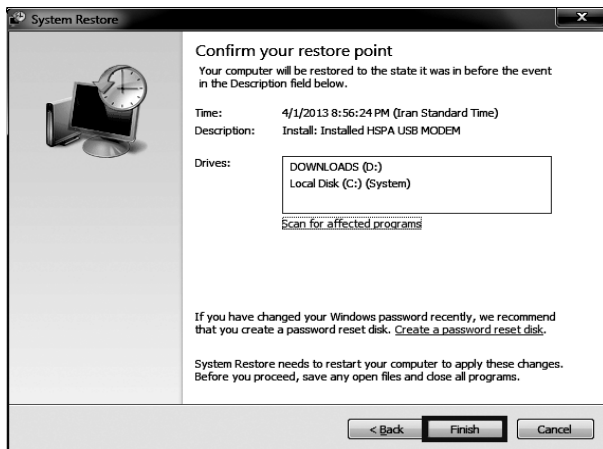 System Restore
Confirm your restore point
Your computer will be restored to the state it was in before the event
in the Description field below.
Time: 4/1/2013 8:56:24 PM (Iran Standard Time)
Description: Install: Installed HSPA USB MODEM
Drives:
DOWNLOADS (D:)
Local Disk (C:) (System)
Scan for affected programs
If you have changed your Windows password recently, we recommend
that you create a password reset disk. Create a password reset disk.
System Restore needs to restart your computer to apply these changes.
Before you proceed, save any open files and close all programs.
< Back Finish Cancel